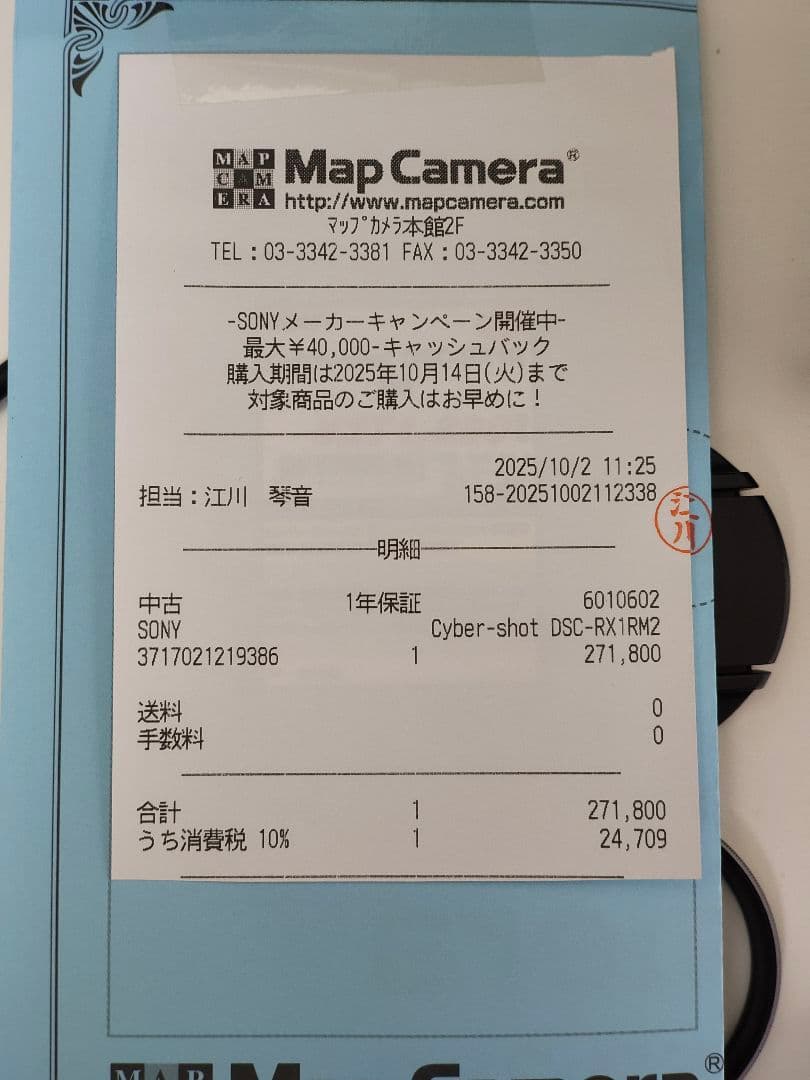 MAP
CAM
ERA
Map Camera®
http://www.mapcamera.com
ﾏｯﾌﾟｶﾒﾗ本館2F
TEL：03-3342-3381 FAX：03-3342-3350
-SONYメーカーキャンペーン開催中-
最大￥40,000-キャッシュバック
購入期間は2025年10月14日(火)まで
対象商品のご購入はお早めに！
2025/10/2 11:25
担当：江川　琴音 158-20251002112338
江川
明細
中古 1年保証 6010602
SONY Cyber-shot DSC-RX1RM2
3717021219386 1 271,800
送料 0
手数料 0
合計 1 271,800
うち消費税 10% 1 24,709
MAP
Map Camera®